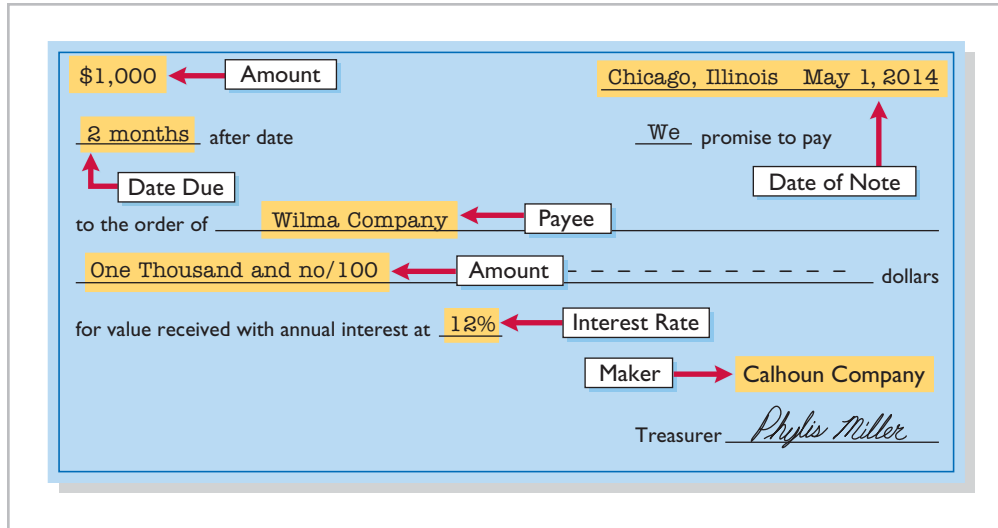 $1,000 Amount Chicago, Illinois May 1, 2014
2 months after date We promise to pay
Date Due Date of Note
to the order of Wilma Company Payee
One Thousand and no/100 Amount dollars
for value received with annual interest at 12% Interest Rate
Maker Calhoun Company
Treasurer Phylis Miller